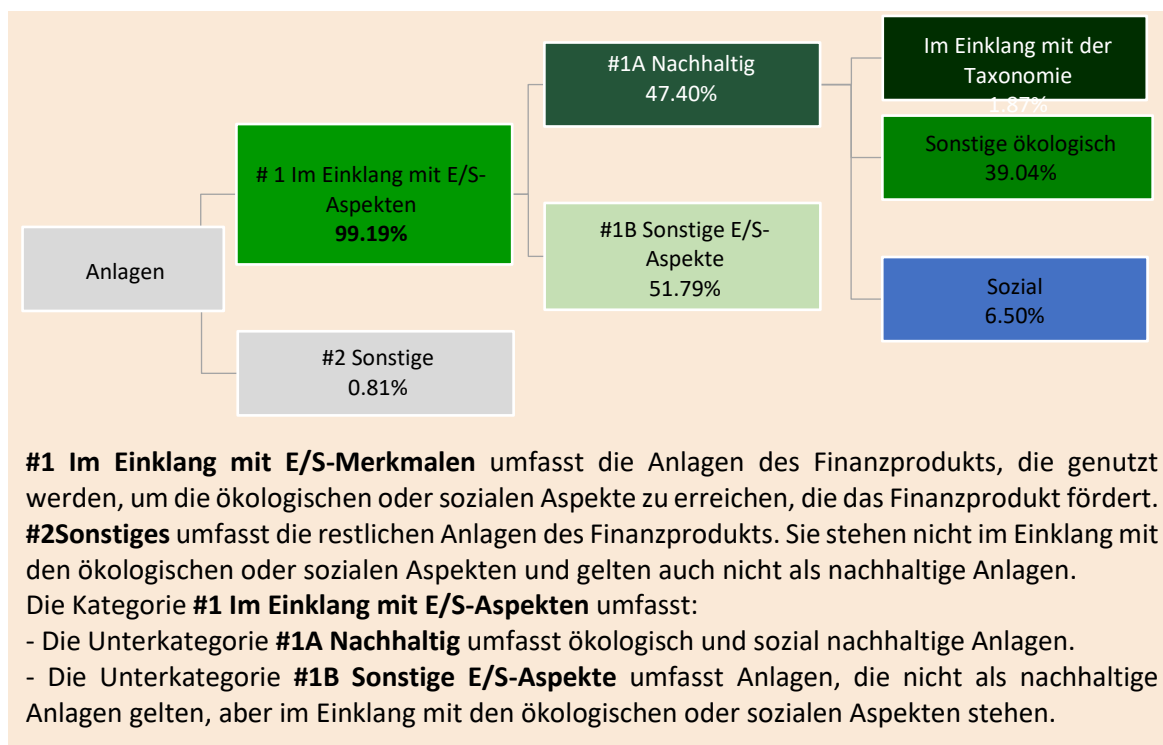 Anlagen
# 1 Im Einklang mit E/S-
Aspekten
99.19%
#2 Sonstige
0.81%
#1A Nachhaltig
47.40%
#1B Sonstige E/S-
Aspekte
51.79%
Im Einklang mit der
Taxonomie
1.87%
Sonstige ökologisch
39.04%
Sozial
6.50%
#1 Im Einklang mit E/S-Merkmalen umfasst die Anlagen des Finanzprodukts, die genutzt
werden, um die ökologischen oder sozialen Aspekte zu erreichen, die das Finanzprodukt fördert.
#2Sonstiges umfasst die restlichen Anlagen des Finanzprodukts. Sie stehen nicht im Einklang mit
den ökologischen oder sozialen Aspekten und gelten auch nicht als nachhaltige Anlagen.
Die Kategorie #1 Im Einklang mit E/S-Aspekten umfasst:
- Die Unterkategorie #1A Nachhaltig umfasst ökologisch und sozial nachhaltige Anlagen.
- Die Unterkategorie #1B Sonstige E/S-Aspekte umfasst Anlagen, die nicht als nachhaltige
Anlagen gelten, aber im Einklang mit den ökologischen oder sozialen Aspekten stehen.